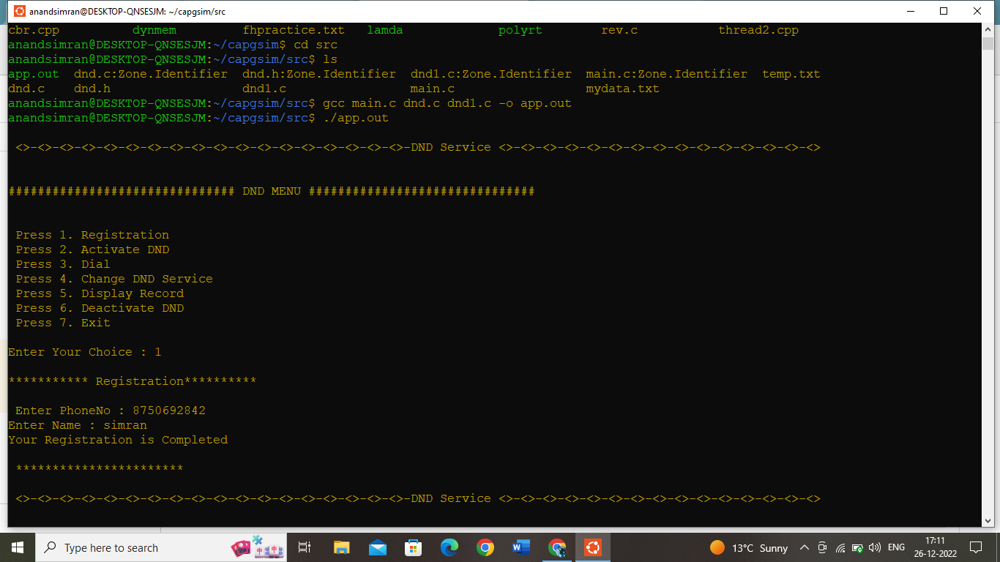 anandsimran@DESKTOP-QNSESJM: ~/capgsim/src
cbr.cpp dynmem fhpractice.txt lamda polyrt rev.c thread2.cpp
anandsimran@DESKTOP-QNSESJM:~/capgsim$ cd src
anandsimran@DESKTOP-QNSESJM:~/capgsim/src$ ls
app.out dnd.c:Zone.Identifier dnd.h:Zone.Identifier dnd1.c:Zone.Identifier main.c:Zone.Identifier temp.txt
dnd.c dnd.h dnd1.c main.c mydata.txt
anandsimran@DESKTOP-QNSESJM:~/capgsim/src$ gcc main.c dnd.c dnd1.c -o app.out
anandsimran@DESKTOP-QNSESJM:~/capgsim/src$ ./app.out
<>-<>-<>-<>-<>-<>-<>-<>-<>-<>-<>-<>-<>-<>-<>-<>-<>-<>-DND Service <>-<>-<>-<>-<>-<>-<>-<>-<>-<>-<>-<>-<>-<>-<>
############################### DND MENU ###############################
Press 1. Registration
Press 2. Activate DND
Press 3. Dial
Press 4. Change DND Service
Press 5. Display Record
Press 6. Deactivate DND
Press 7. Exit
Enter Your Choice : 1
*********** Registration**********
Enter PhoneNo : 8750692842
Enter Name : simran
Your Registration is Completed
***********************
<>-<>-<>-<>-<>-<>-<>-<>-<>-<>-<>-<>-<>-<>-<>-<>-<>-<>-DND Service <>-<>-<>-<>-<>-<>-<>-<>-<>-<>-<>-<>-<>-<>-<>
Type here to search
13°C Sunny
ENG
17:11
26-12-2022